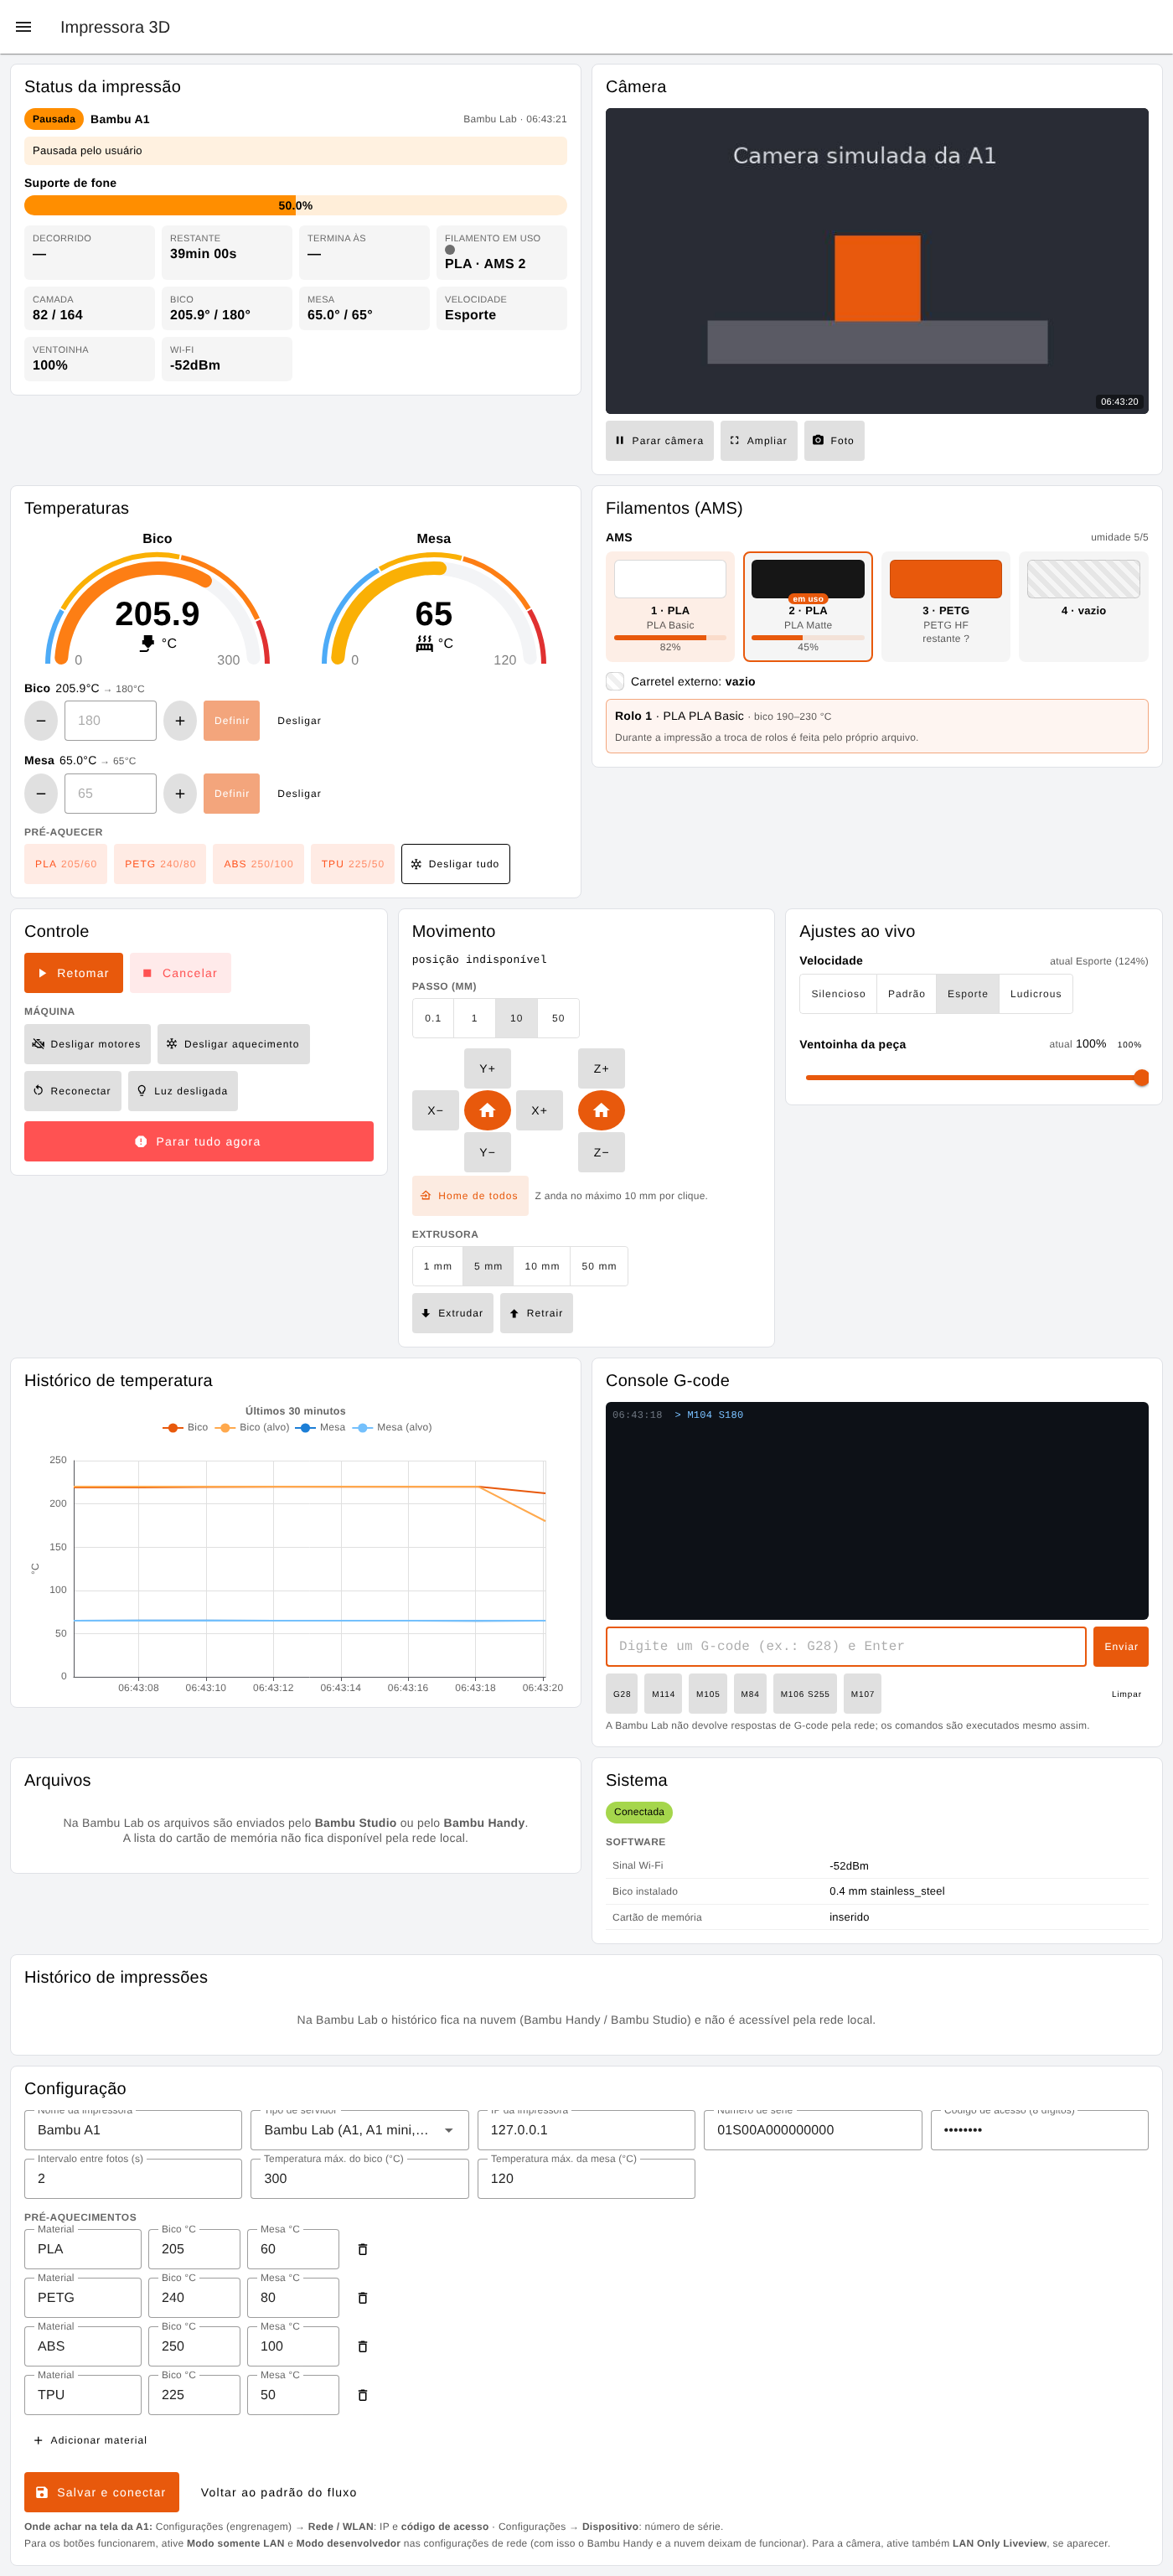 Impressora 3D
Status da impressão
Pausada Bambu A1 Bambu Lab · 06:43:21
Pausada pelo usuário
Suporte de fone
50.0%
DECORRIDO
—
RESTANTE
39min 00s
TERMINA ÀS
—
FILAMENTO EM USO
PLA · AMS 2
CAMADA
82 / 164
BICO
205.9° / 180°
MESA
65.0° / 65°
VELOCIDADE
Esporte
VENTOINHA
100%
WI-FI
-52dBm
Câmera
Camera simulada da A1
06:43:20
Parar câmera Ampliar Foto
Temperaturas
Bico
205.9
°C
0 300
Mesa
65
°C
0 120
Bico 205.9°C → 180°C
− 180 + Definir Desligar
Mesa 65.0°C → 65°C
− 65 + Definir Desligar
PRÉ-AQUECER
PLA 205/60 PETG 240/80 ABS 250/100 TPU 225/50 Desligar tudo
Filamentos (AMS)
AMS umidade 5/5
1 · PLA
PLA Basic
82%
em uso
2 · PLA
PLA Matte
45%
3 · PETG
PETG HF
restante ?
4 · vazio
Carretel externo: vazio
Rolo 1 · PLA PLA Basic · bico 190–230 °C
Durante a impressão a troca de rolos é feita pelo próprio arquivo.
Controle
Retomar Cancelar
MÁQUINA
Desligar motores Desligar aquecimento
Reconectar Luz desligada
Parar tudo agora
Movimento
posição indisponível
PASSO (MM)
0.1 1 10 50
Y+ Z+
X− X+
Y− Z−
Home de todos Z anda no máximo 10 mm por clique.
EXTRUSORA
1 mm 5 mm 10 mm 50 mm
Extrudar Retrair
Ajustes ao vivo
Velocidade atual Esporte (124%)
Silencioso Padrão Esporte Ludicrous
Ventoinha da peça atual 100% 100%
Histórico de temperatura
Últimos 30 minutos
Bico Bico (alvo) Mesa Mesa (alvo)
°C
250
200
150
100
50
0
06:43:08 06:43:10 06:43:12 06:43:14 06:43:16 06:43:18 06:43:20
Console G-code
06:43:18 > M104 S180
Digite um G-code (ex.: G28) e Enter Enviar
G28 M114 M105 M84 M106 S255 M107 Limpar
A Bambu Lab não devolve respostas de G-code pela rede; os comandos são executados mesmo assim.
Arquivos
Na Bambu Lab os arquivos são enviados pelo Bambu Studio ou pelo Bambu Handy.
A lista do cartão de memória não fica disponível pela rede local.
Sistema
Conectada
SOFTWARE
Sinal Wi-Fi -52dBm
Bico instalado 0.4 mm stainless_steel
Cartão de memória inserido
Histórico de impressões
Na Bambu Lab o histórico fica na nuvem (Bambu Handy / Bambu Studio) e não é acessível pela rede local.
Configuração
Nome da impressora Tipo de servidor IP da impressora Número de série Código de acesso (8 dígitos)
Bambu A1 Bambu Lab (A1, A1 mini,... 127.0.0.1 01S00A000000000 ••••••••
Intervalo entre fotos (s) Temperatura máx. do bico (°C) Temperatura máx. da mesa (°C)
2 300 120
PRÉ-AQUECIMENTOS
Material Bico °C Mesa °C
PLA 205 60
Material Bico °C Mesa °C
PETG 240 80
Material Bico °C Mesa °C
ABS 250 100
Material Bico °C Mesa °C
TPU 225 50
+ Adicionar material
Salvar e conectar Voltar ao padrão do fluxo
Onde achar na tela da A1: Configurações (engrenagem) → Rede / WLAN: IP e código de acesso · Configurações → Dispositivo: número de série.
Para os botões funcionarem, ative Modo somente LAN e Modo desenvolvedor nas configurações de rede (com isso o Bambu Handy e a nuvem deixam de funcionar). Para a câmera, ative também LAN Only Liveview, se aparecer.